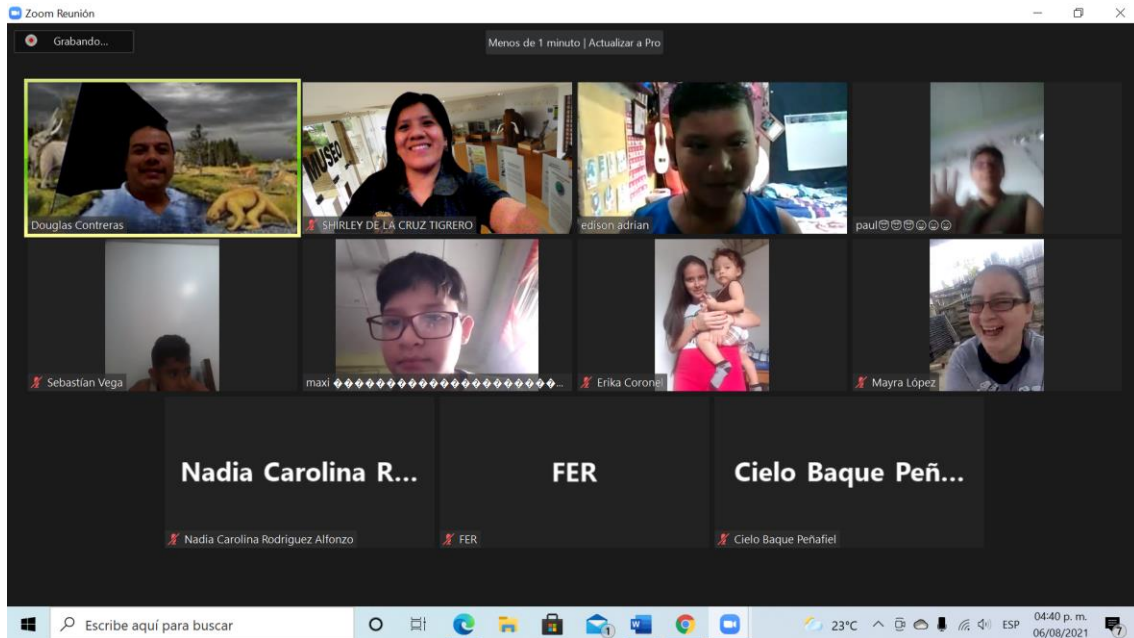 Zoom Reunión
Grabando...
Menos de 1 minuto | Actualizar a Pro
MUSEO
Douglas Contreras
SHIRLEY DE LA CRUZ TIGRERO
edison adrian
paul😇😇😇😄😄😄
Sebastían Vega
maxi �����������������������...
Erika Coronel
Mayra López
Nadia Carolina R...
FER
Cielo Baque Peñ...
Nadia Carolina Rodriguez Alfonzo
FER
Cielo Baque Peñafiel
Escribe aquí para buscar
1
23°C
ESP
04:40 p. m.
06/08/2021
7